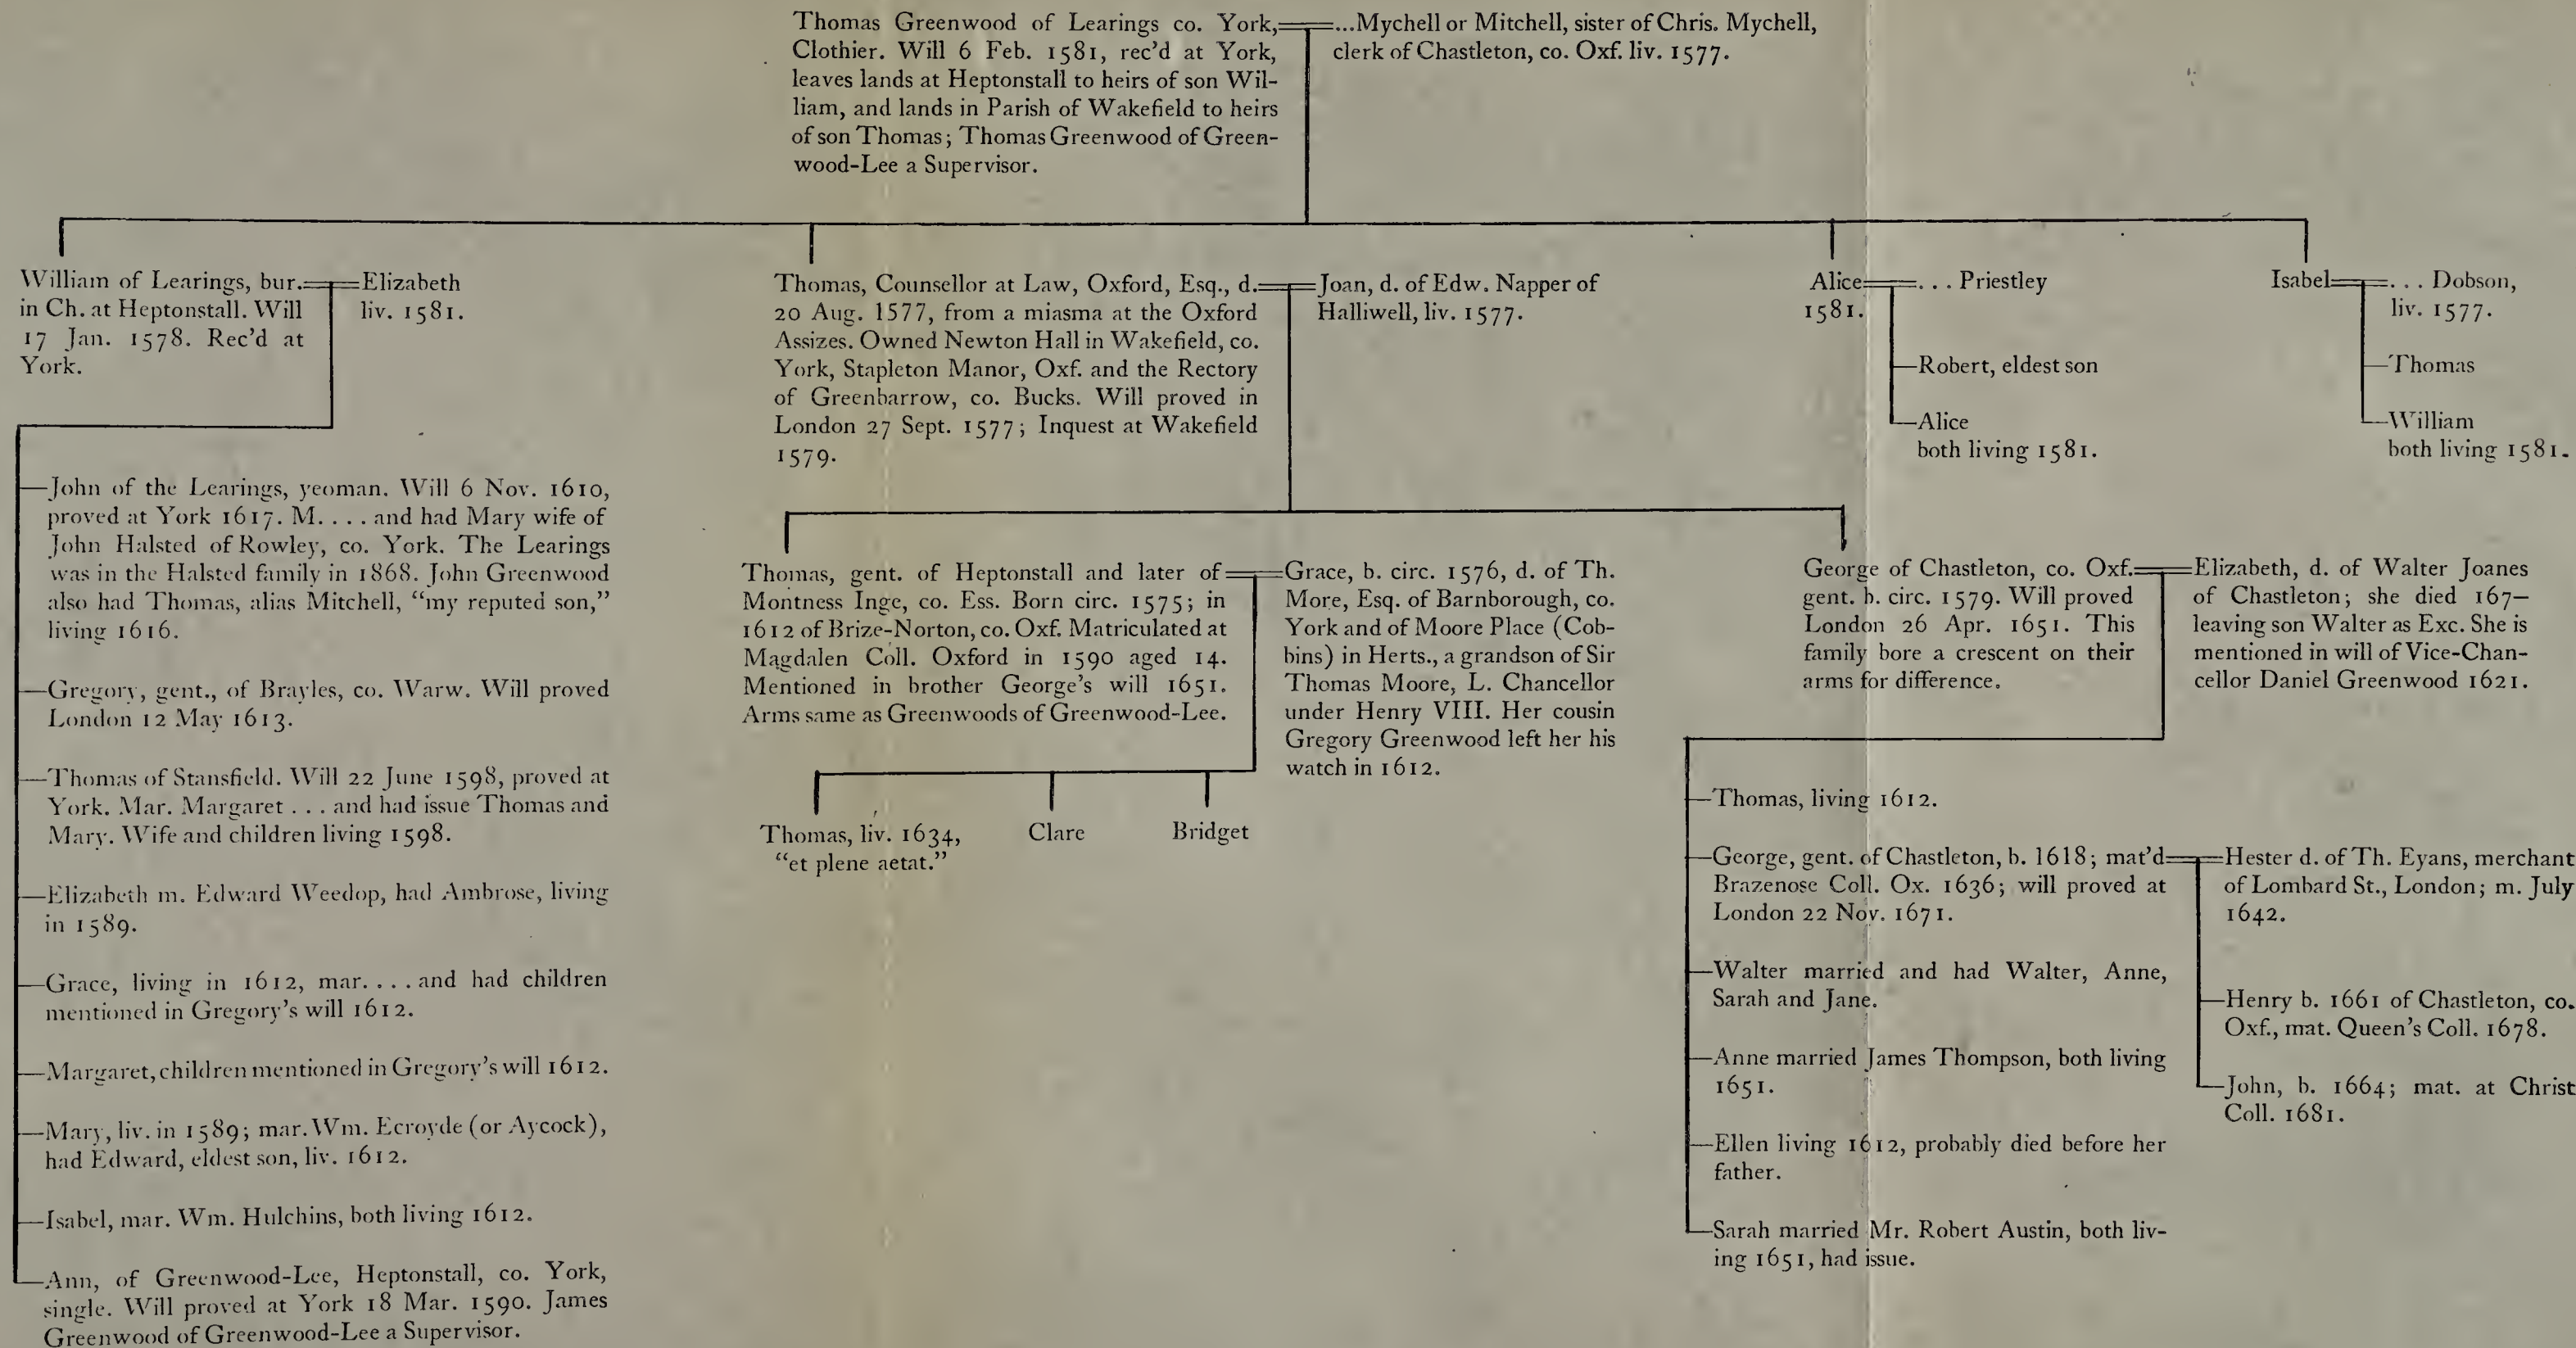 Thomas Greenwood of Learings co. York,
Clothier. Will 6 Feb. 1581, rec'd at York,
leaves lands at Heptonstall to heirs of son Wil-
liam, and lands in Parish of Wakefield to heirs
of son Thomas; Thomas Greenwood of Green-
wood-Lee a Supervisor.
...Mychell or Mitchell, sister of Chris. Mychell,
clerk of Chastleton, co. Oxf. liv. 1577.
William of Learings, bur.
in Ch. at Heptonstall. Will
17 Jan. 1578. Rec'd at
York.
Elizabeth
liv. 1581.
Thomas, Counsellor at Law, Oxford, Esq., d.
20 Aug. 1577, from a miasma at the Oxford
Assizes. Owned Newton Hall in Wakefield, co.
York, Stapleton Manor, Oxf. and the Rectory
of Greenbarrow, co. Bucks. Will proved in
London 27 Sept. 1577; Inquest at Wakefield
1579.
Joan, d. of Edw. Napper of
Halliwell, liv. 1577.
Alice
1581.
... Priestley
Robert, eldest son
Alice
both living 1581.
Isabel
... Dobson,
liv. 1577.
Thomas
William
both living 1581.
John of the Learings, yeoman. Will 6 Nov. 1610,
proved at York 1617. M. . . . and had Mary wife of
John Halsted of Rowley, co. York. The Learings
was in the Halsted family in 1868. John Greenwood
also had Thomas, alias Mitchell, "my reputed son,"
living 1616.
Gregory, gent., of Brayles, co. Warw. Will proved
London 12 May 1613.
Thomas of Stansfield. Will 22 June 1598, proved at
York. Mar. Margaret . . . and had issue Thomas and
Mary. Wife and children living 1598.
Elizabeth m. Edward Weedop, had Ambrose, living
in 1589.
Grace, living in 1612, mar. . . . and had children
mentioned in Gregory's will 1612.
Margaret, children mentioned in Gregory's will 1612.
Mary, liv. in 1589; mar. Wm. Ecroyde (or Aycock),
had Edward, eldest son, liv. 1612.
Isabel, mar. Wm. Hulchins, both living 1612.
Ann, of Greenwood-Lee, Heptonstall, co. York,
single. Will proved at York 18 Mar. 1590. James
Greenwood of Greenwood-Lee a Supervisor.
Thomas, gent. of Heptonstall and later of
Montness Inge, co. Ess. Born circ. 1575; in
1612 of Brize-Norton, co. Oxf. Matriculated at
Magdalen Coll. Oxford in 1590 aged 14.
Mentioned in brother George's will 1651.
Arms same as Greenwoods of Greenwood-Lee.
Grace, b. circ. 1576, d. of Th.
More, Esq. of Barnborough, co.
York and of Moore Place (Cob-
bins) in Herts., a grandson of Sir
Thomas Moore, L. Chancellor
under Henry VIII. Her cousin
Gregory Greenwood left her his
watch in 1612.
Thomas, liv. 1634,
"et plene aetat."
Clare
Bridget
George of Chastleton, co. Oxf.
gent. b. circ. 1579. Will proved
London 26 Apr. 1651. This
family bore a crescent on their
arms for difference.
Elizabeth, d. of Walter Joanes
of Chastleton; she died 167–
leaving son Walter as Exc. She is
mentioned in will of Vice-Chan-
cellor Daniel Greenwood 1621.
Thomas, living 1612.
George, gent. of Chastleton, b. 1618; mat'd
Brazenose Coll. Ox. 1636; will proved at
London 22 Nov. 1671.
Hester d. of Th. Eyans, merchant
of Lombard St., London; m. July
1642.
Walter married and had Walter, Anne,
Sarah and Jane.
Henry b. 1661 of Chastleton, co.
Oxf., mat. Queen's Coll. 1678.
Anne married James Thompson, both living
1651.
John, b. 1664; mat. at Christ
Coll. 1681.
Ellen living 1612, probably died before her
father.
Sarah married Mr. Robert Austin, both liv-
ing 1651, had issue.